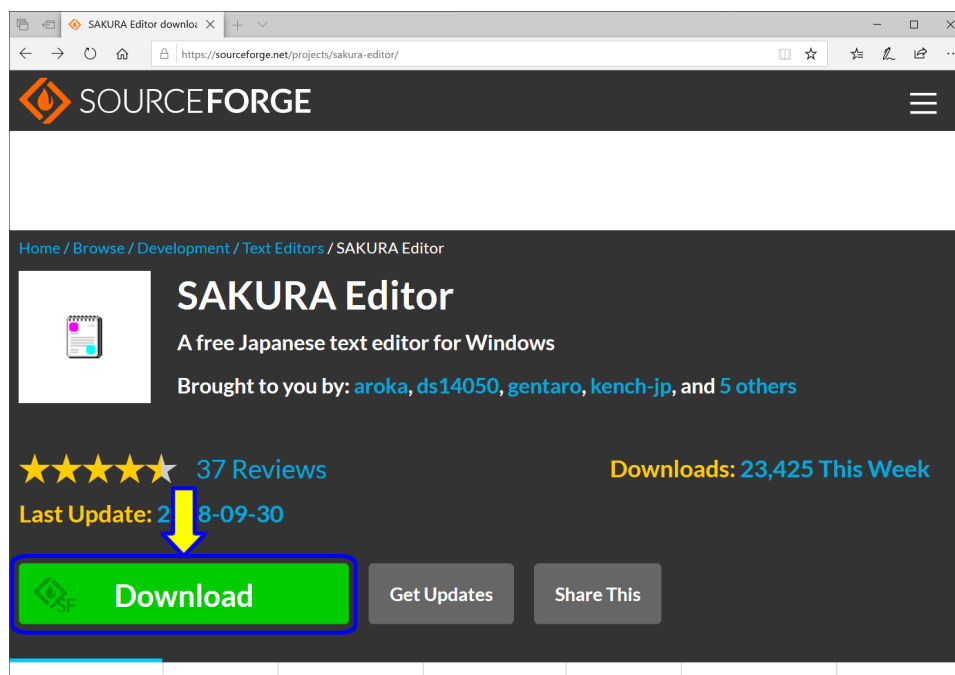 SAKURA Editor downloa
https://sourceforge.net/projects/sakura-editor/
SOURCEFORGE
Home / Browse / Development / Text Editors / SAKURA Editor
SAKURA Editor
A free Japanese text editor for Windows
Brought to you by: aroka, ds14050, gentaro, kench-jp, and 5 others
37 Reviews
Downloads: 23,425 This Week
Last Update: 2 8-09-30
SF
Download
Get Updates
Share This